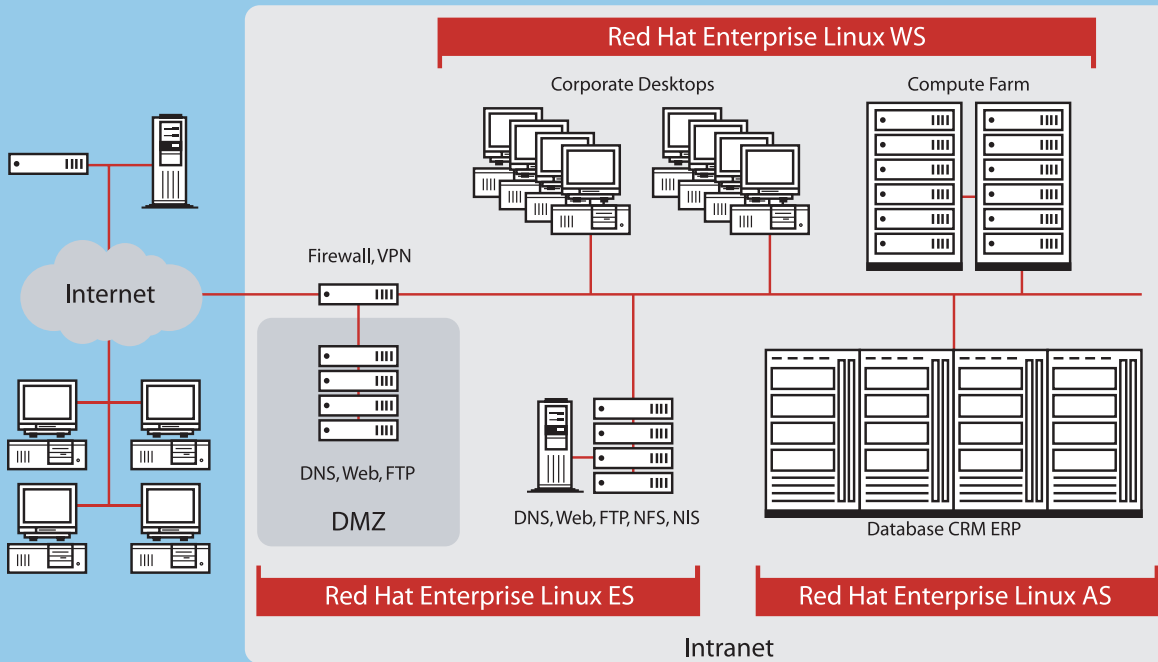 Red Hat Enterprise Linux WS
Corporate Desktops
Compute Farm
Firewall, VPN
Internet
DNS, Web, FTP
DMZ
DNS, Web, FTP, NFS, NIS
Database CRM ERP
Red Hat Enterprise Linux ES
Red Hat Enterprise Linux AS
Intranet